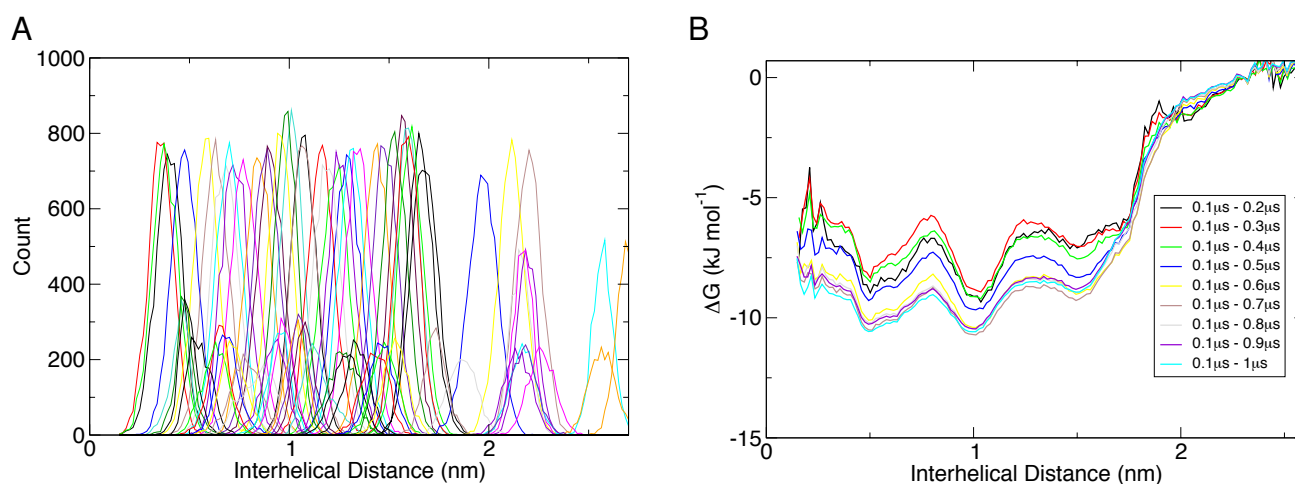 A
1000
800
600
400
200
0
Count
0
1
2
Interhelical Distance (nm)
B
0
-5
-10
-15
ΔG (kJ mol⁻¹)
0.1μs - 0.2μs
0.1μs - 0.3μs
0.1μs - 0.4μs
0.1μs - 0.5μs
0.1μs - 0.6μs
0.1μs - 0.7μs
0.1μs - 0.8μs
0.1μs - 0.9μs
0.1μs - 1μs
0
1
2
Interhelical Distance (nm)